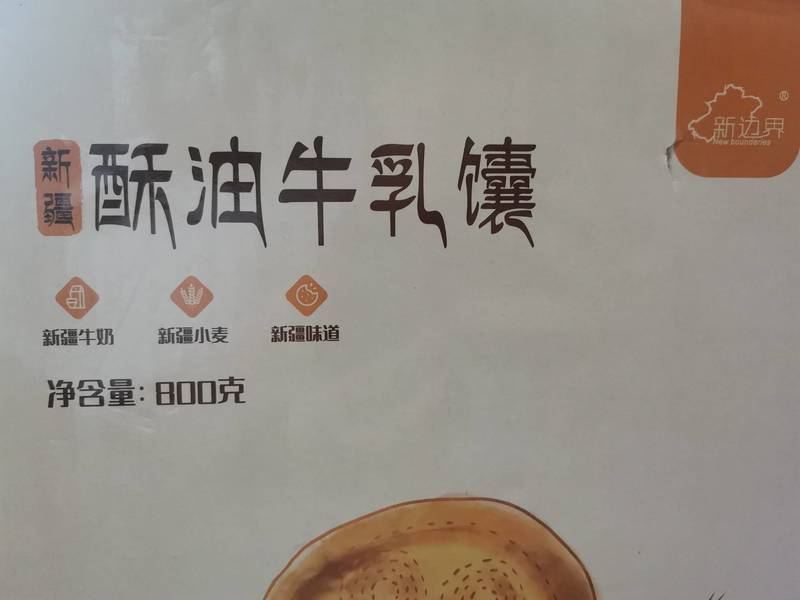 新边界®
New bounderies
新疆
酥油牛乳馕
新疆牛奶 新疆小麦 新疆味道
净含量: 800克